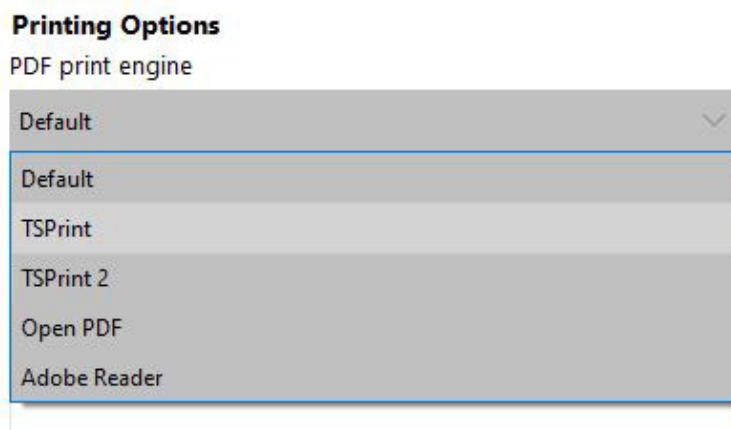 Printing Options
PDF print engine
Default
Default
TSPrint
TSPrint 2
Open PDF
Adobe Reader